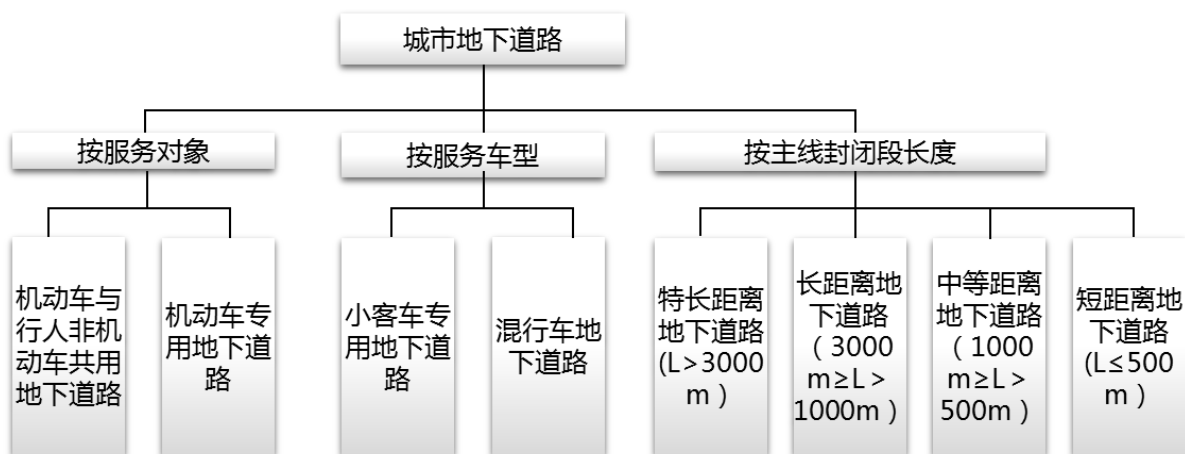 城市地下道路
按服务对象
按服务车型
按主线封闭段长度
机动车与
行人非机
动车共用
地下道路
机动车专
用地下道
路
小客车专
用地下道
路
混行车地
下道路
特长距离
地下道路
(L>3000
m）
长距离地
下道路
（3000
m≥L>
1000m）
中等距离
地下道路
（1000
m≥L>
500m）
短距离地
下道路
(L≤500
m）